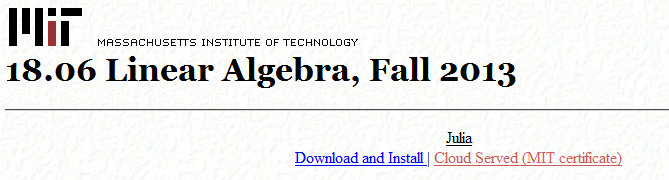 MIT
MASSACHUSETTS INSTITUTE OF TECHNOLOGY
18.06 Linear Algebra, Fall 2013
Julia
Download and Install | Cloud Served (MIT certificate)